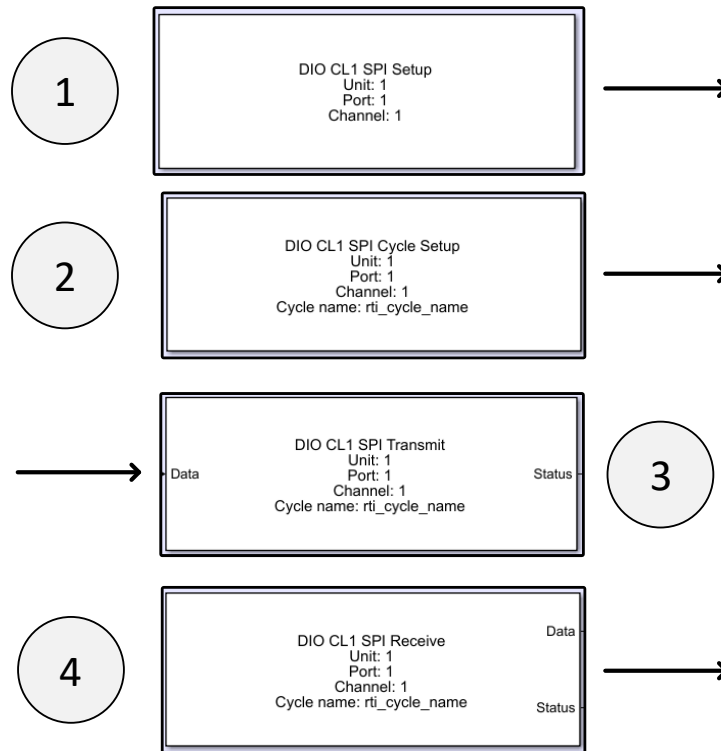 1
DIO CL1 SPI Setup
Unit: 1
Port: 1
Channel: 1
2
DIO CL1 SPI Cycle Setup
Unit: 1
Port: 1
Channel: 1
Cycle name: rti_cycle_name
DIO CL1 SPI Transmit
Unit: 1
Port: 1
Channel: 1
Cycle name: rti_cycle_name
Data
Status
3
4
DIO CL1 SPI Receive
Unit: 1
Port: 1
Channel: 1
Cycle name: rti_cycle_name
Data
Status